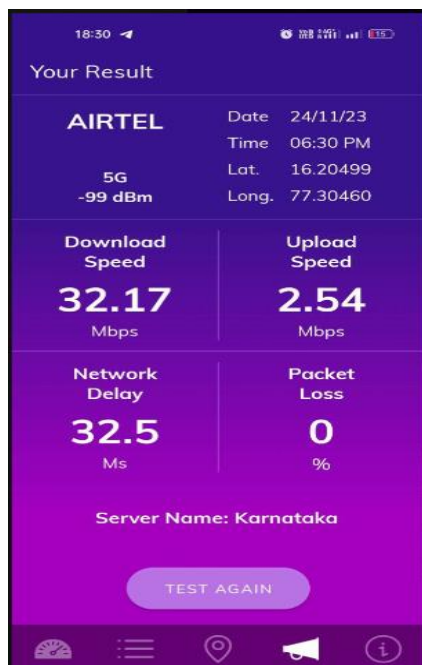 18:30
15
Your Result
AIRTEL
5G
-99 dBm
Date 24/11/23
Time 06:30 PM
Lat. 16.20499
Long. 77.30460
Download
Speed
32.17
Mbps
Upload
Speed
2.54
Mbps
Network
Delay
32.5
Ms
Packet
Loss
0
%
Server Name: Karnataka
TEST AGAIN